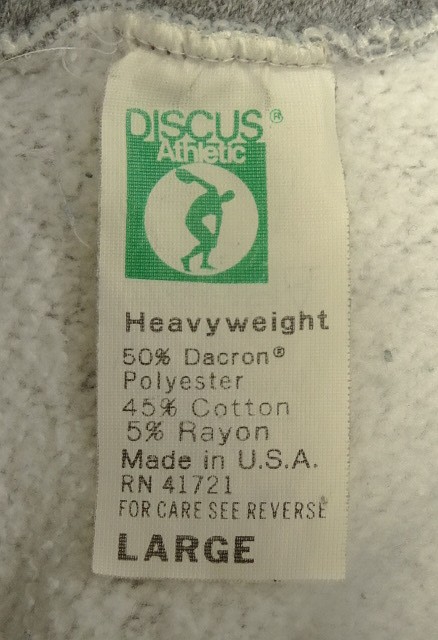 DISCUS®
Athletic
Heavyweight
50% Dacron®
Polyester
45% Cotton
5% Rayon
Made in U.S.A.
RN 41721
FOR CARE SEE REVERSE
LARGE